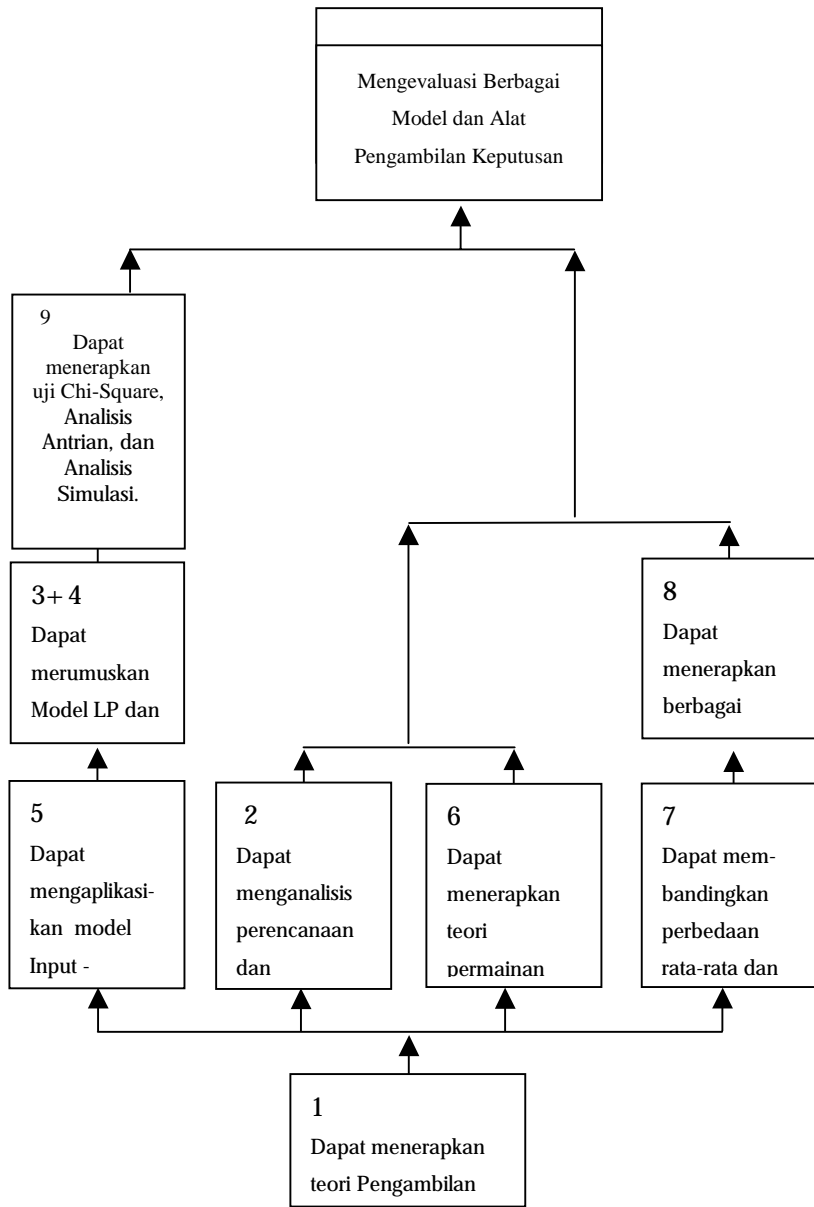 Mengevaluasi Berbagai
Model dan Alat
Pengambilan Keputusan
9
Dapat
menerapkan
uji Chi-Square,
Analisis
Antrian, dan
Analisis
Simulasi.
3+4
Dapat
merumuskan
Model LP dan
8
Dapat
menerapkan
berbagai
5
Dapat
mengaplikasi-
kan model
Input -
2
Dapat
menganalisis
perencanaan
dan
6
Dapat
menerapkan
teori
permainan
7
Dapat mem-
bandingkan
perbedaan
rata-rata dan
1
Dapat menerapkan
teori Pengambilan